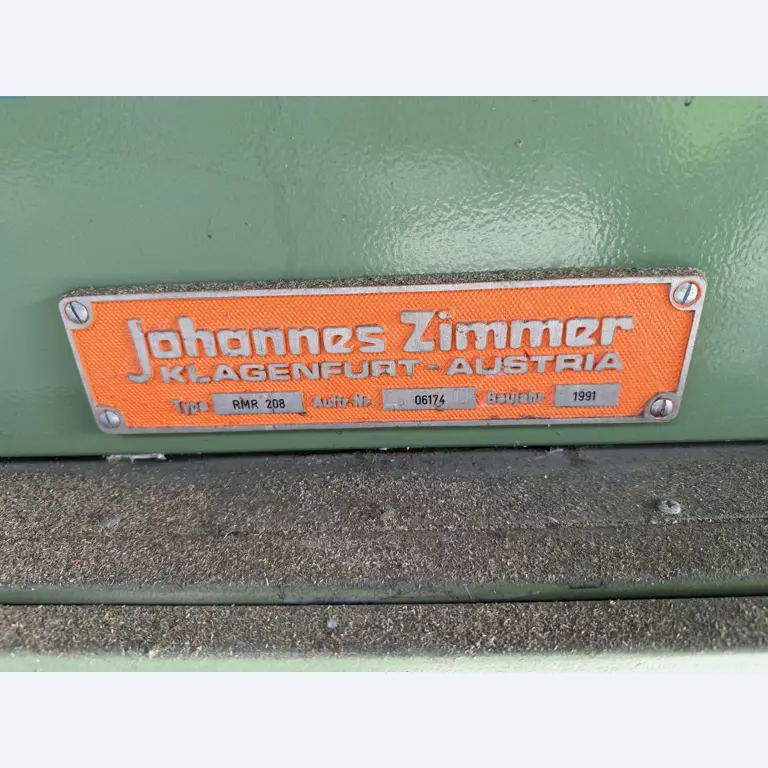 Johannes Zimmer
KLAGENFURT-AUSTRIA
Type RMR 208 Auftr. Nr. 06174 Baujahr 1991